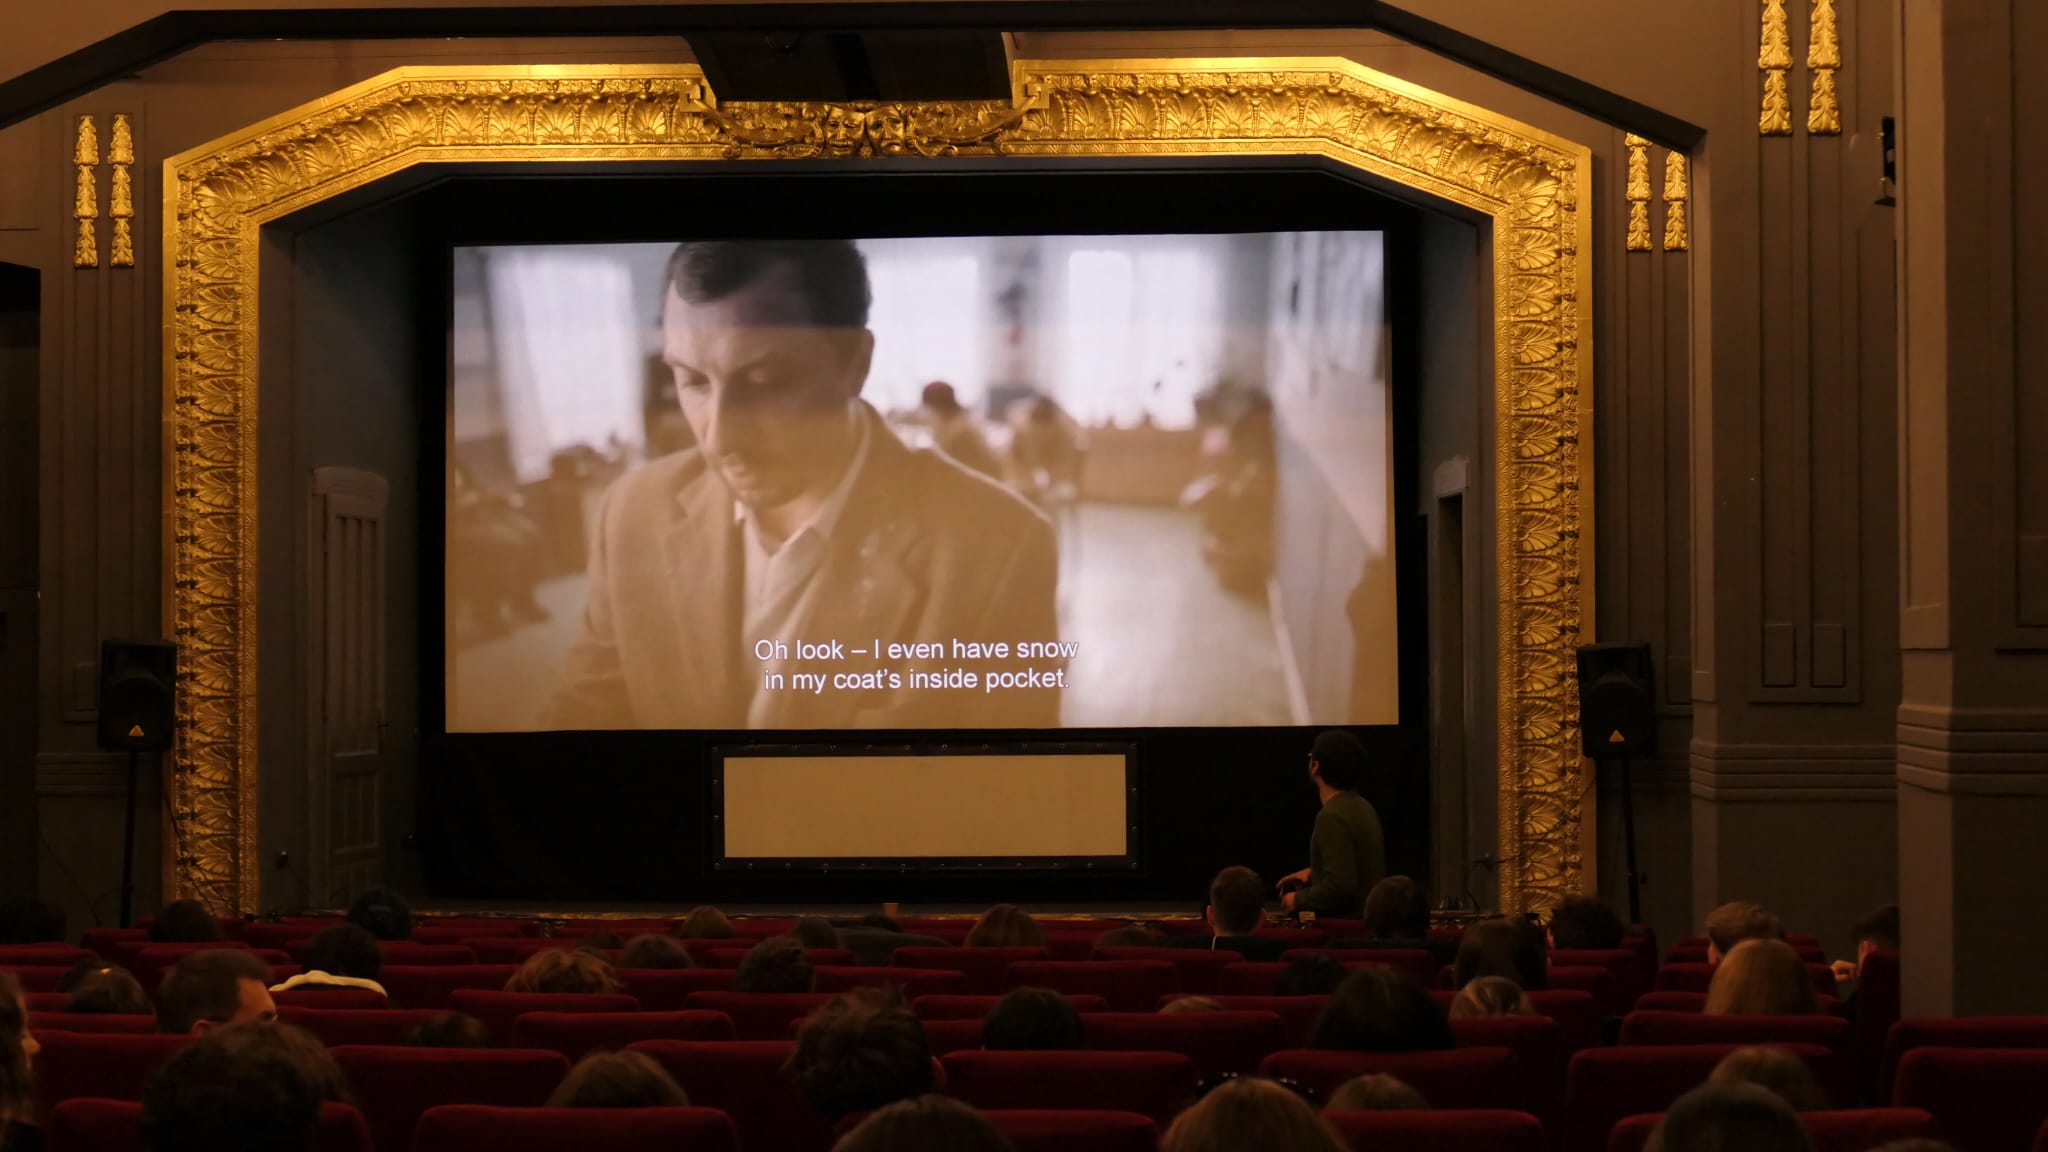 Oh look – I even have snow
in my coat's inside pocket.